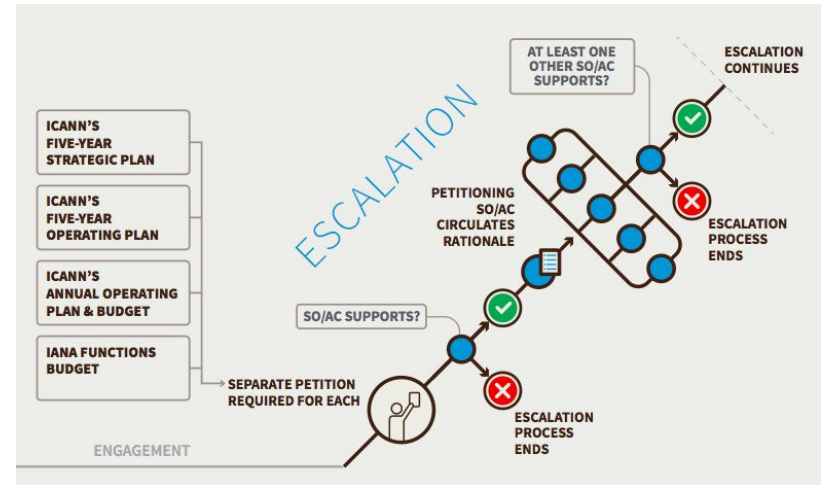 ICANN'S
FIVE-YEAR
STRATEGIC PLAN
ICANN'S
FIVE-YEAR
OPERATING PLAN
ICANN'S
ANNUAL OPERATING
PLAN & BUDGET
IANA FUNCTIONS
BUDGET
SEPARATE PETITION
REQUIRED FOR EACH
ENGAGEMENT
ESCALATION
SO/AC SUPPORTS?
ESCALATION
PROCESS
ENDS
PETITIONING
SO/AC
CIRCULATES
RATIONALE
AT LEAST ONE
OTHER SO/AC
SUPPORTS?
ESCALATION
PROCESS
ENDS
ESCALATION
CONTINUES